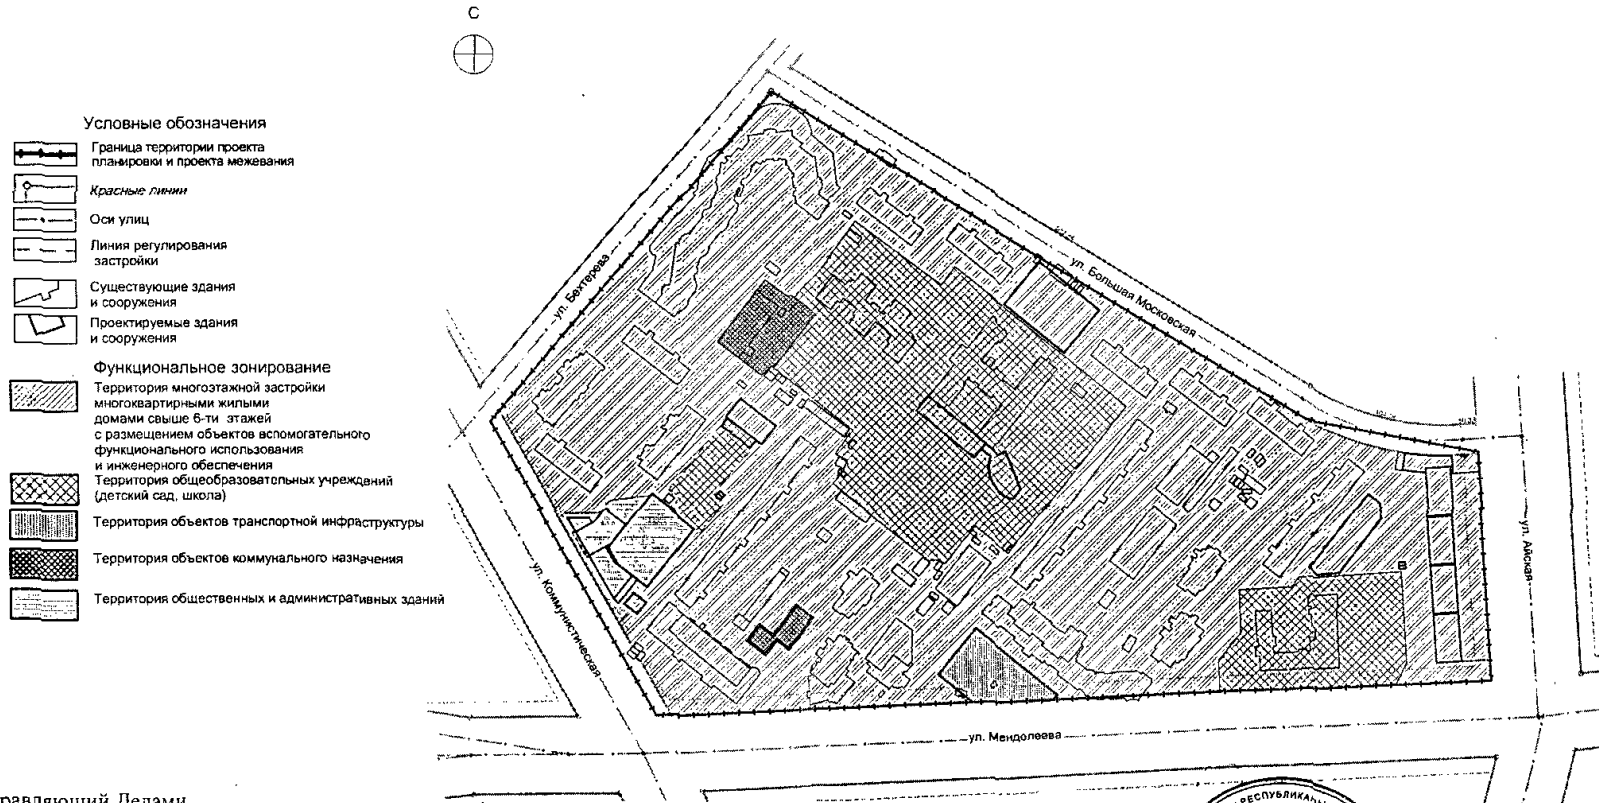 С
Условные обозначения
Граница территории проекта
планировки и проекта межевания
Красные линии
Оси улиц
Линия регулирования
застройки
Существующие здания
и сооружения
Проектируемые здания
и сооружения
Функциональное зонирование
Территория многоэтажной застройки
многоквартирными жилыми
домами свыше 6-ти этажей
с размещением объектов вспомогательного
функционального использования
и инженерного обеспечения
Территория общеобразовательных учреждений
(детский сад, школа)
Территория объектов транспортной инфраструктуры
Территория объектов коммунального назначения
Территория общественных и административных зданий
ул. Бехтерева
ул. Большая Московская
ул. Айская
ул. Коммунистическая
ул. Менделеева
равляющий Делами
РЕСПУБЛИКА